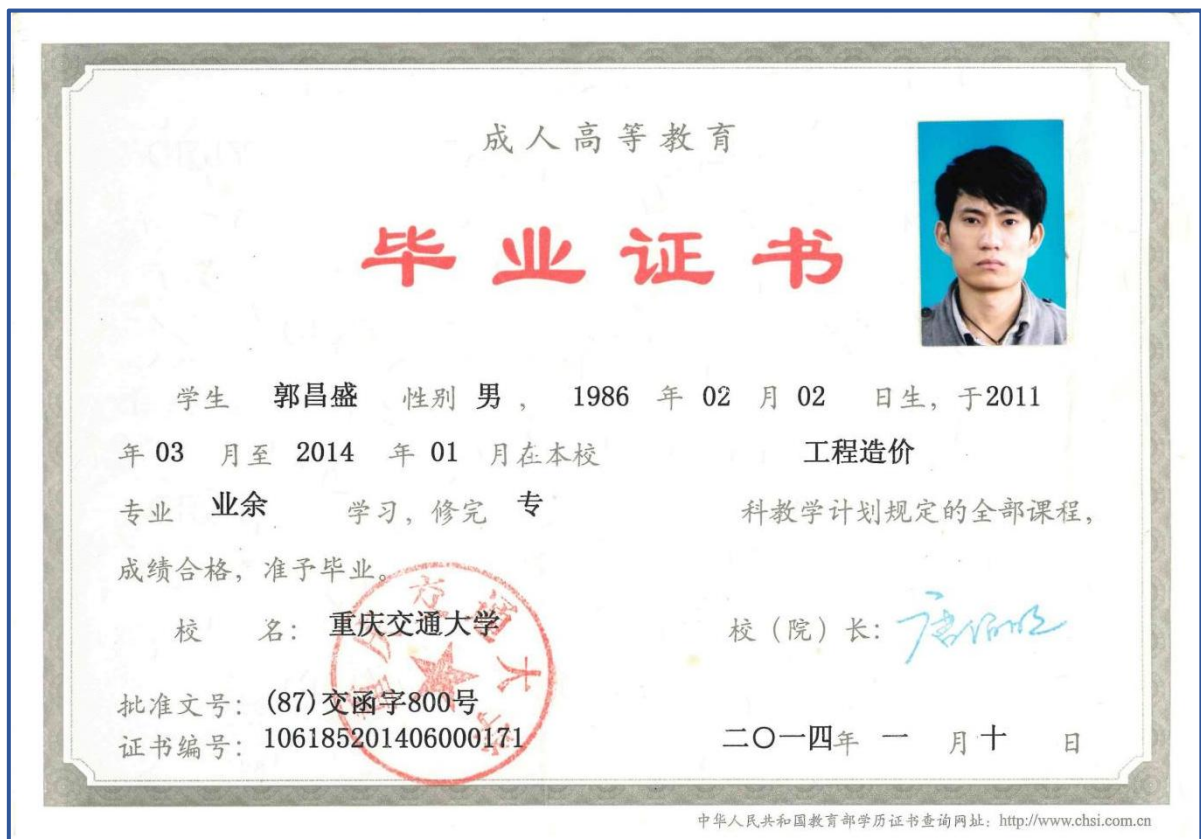 成人高等教育
毕业证书
学生 郭昌盛 性别 男 ， 1986 年 02 月 02 日生，于2011
年 03 月至 2014 年 01 月在本校 工程造价
专业 业余 学习，修完 专 科教学计划规定的全部课程，
成绩合格，准予毕业。
校 名：重庆交通大学 校（院）长：
重庆交通大学
批准文号：(87)交函字800号
证书编号：106185201406000171 二〇一四年 一 月十 日
中华人民共和国教育部学历证书查询网址：http://www.chsi.com.cn